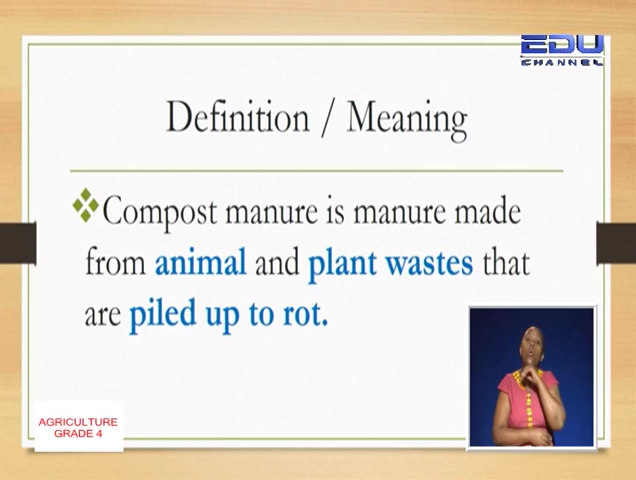 EDU
CHANNEL
Definition / Meaning
Compost manure is manure made
from animal and plant wastes that
are piled up to rot.
AGRICULTURE
GRADE 4